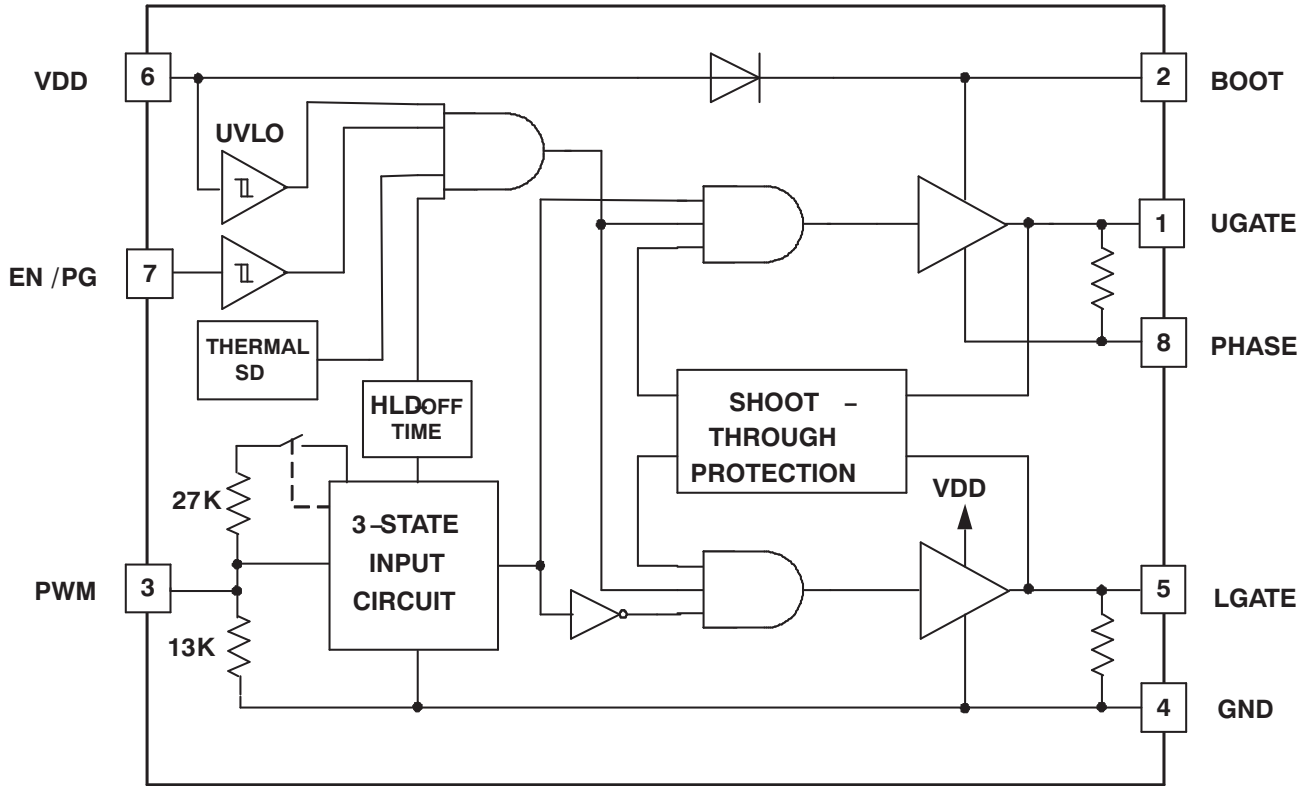 VDD
6
2
BOOT
UVLO
1
UGATE
EN /PG
7
THERMAL
SD
8
PHASE
HLD-OFF
TIME
SHOOT –
THROUGH
PROTECTION
27K
VDD
3–STATE
INPUT
CIRCUIT
PWM
3
5
LGATE
13K
4
GND